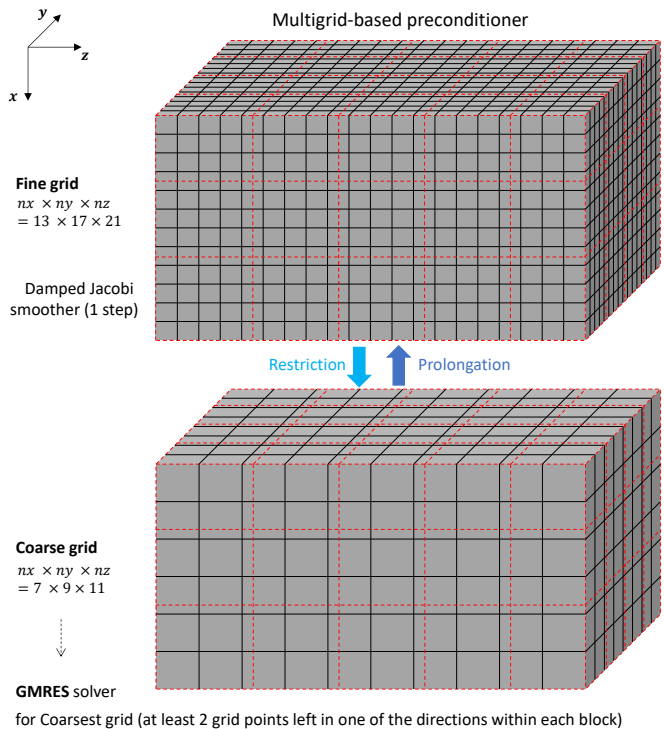 Multigrid-based preconditioner
y
z
x
Fine grid
nx × ny × nz
= 13 × 17 × 21
Damped Jacobi
smoother (1 step)
Restriction
Prolongation
Coarse grid
nx × ny × nz
= 7 × 9 × 11
GMRES solver
for Coarsest grid (at least 2 grid points left in one of the directions within each block)